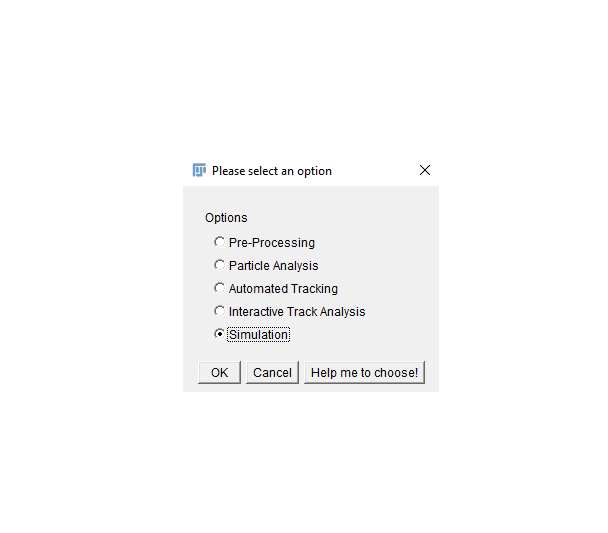 Please select an option
Options
Pre-Processing
Particle Analysis
Automated Tracking
Interactive Track Analysis
Simulation
OK Cancel Help me to choose!